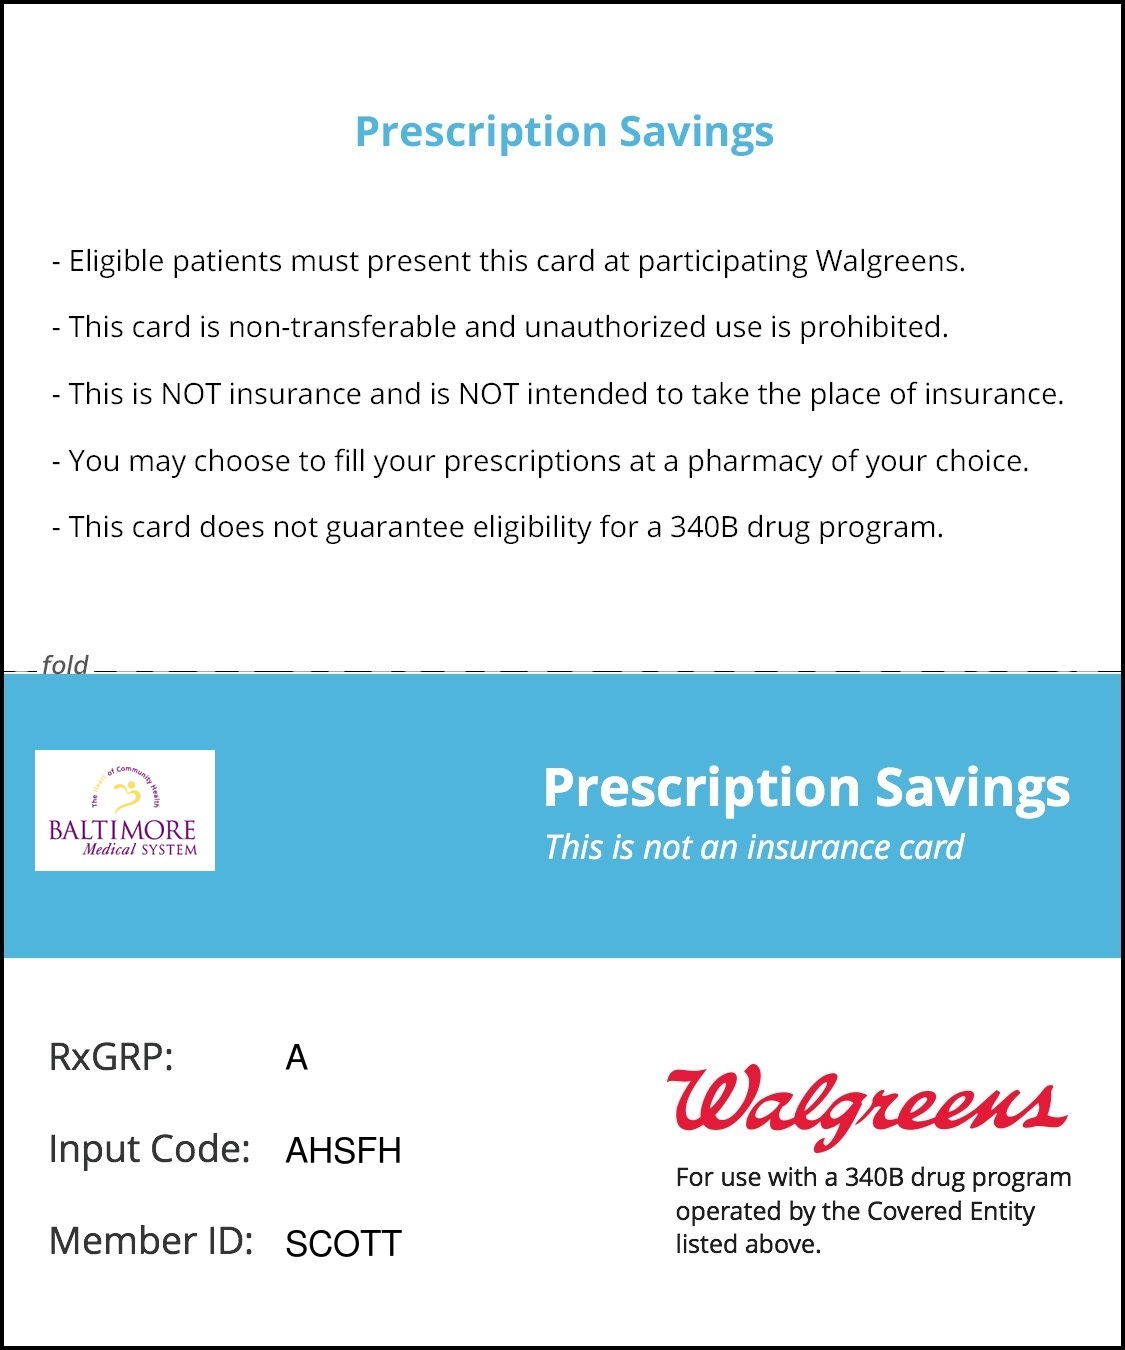 Prescription Savings
- Eligible patients must present this card at participating Walgreens.
- This card is non-transferable and unauthorized use is prohibited.
- This is NOT insurance and is NOT intended to take the place of insurance.
- You may choose to fill your prescriptions at a pharmacy of your choice.
- This card does not guarantee eligibility for a 340B drug program.
fold
The Heart of Community Health
BALTIMORE
Medical SYSTEM
Prescription Savings
This is not an insurance card
RxGRP: A
Input Code: AHSFH
Member ID: SCOTT
Walgreens
For use with a 340B drug program
operated by the Covered Entity
listed above.